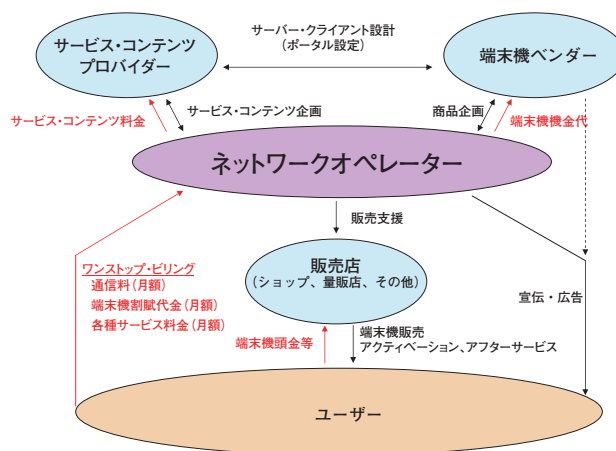 サービス・コンテンツ
プロバイダー
サーバー・クライアント設計
(ポータル設定)
端末機ベンダー
サービス・コンテンツ料金
サービス・コンテンツ企画
商品企画
端末機機金代
ネットワークオペレーター
販売支援
ワンストップ・ビリング
通信料(月額)
端末機割賦代金(月額)
各種サービス料金(月額)
販売店
(ショップ、量販店、その他)
宣伝・広告
端末機頭金等
端末機販売
アクティベーション、アフターサービス
ユーザー